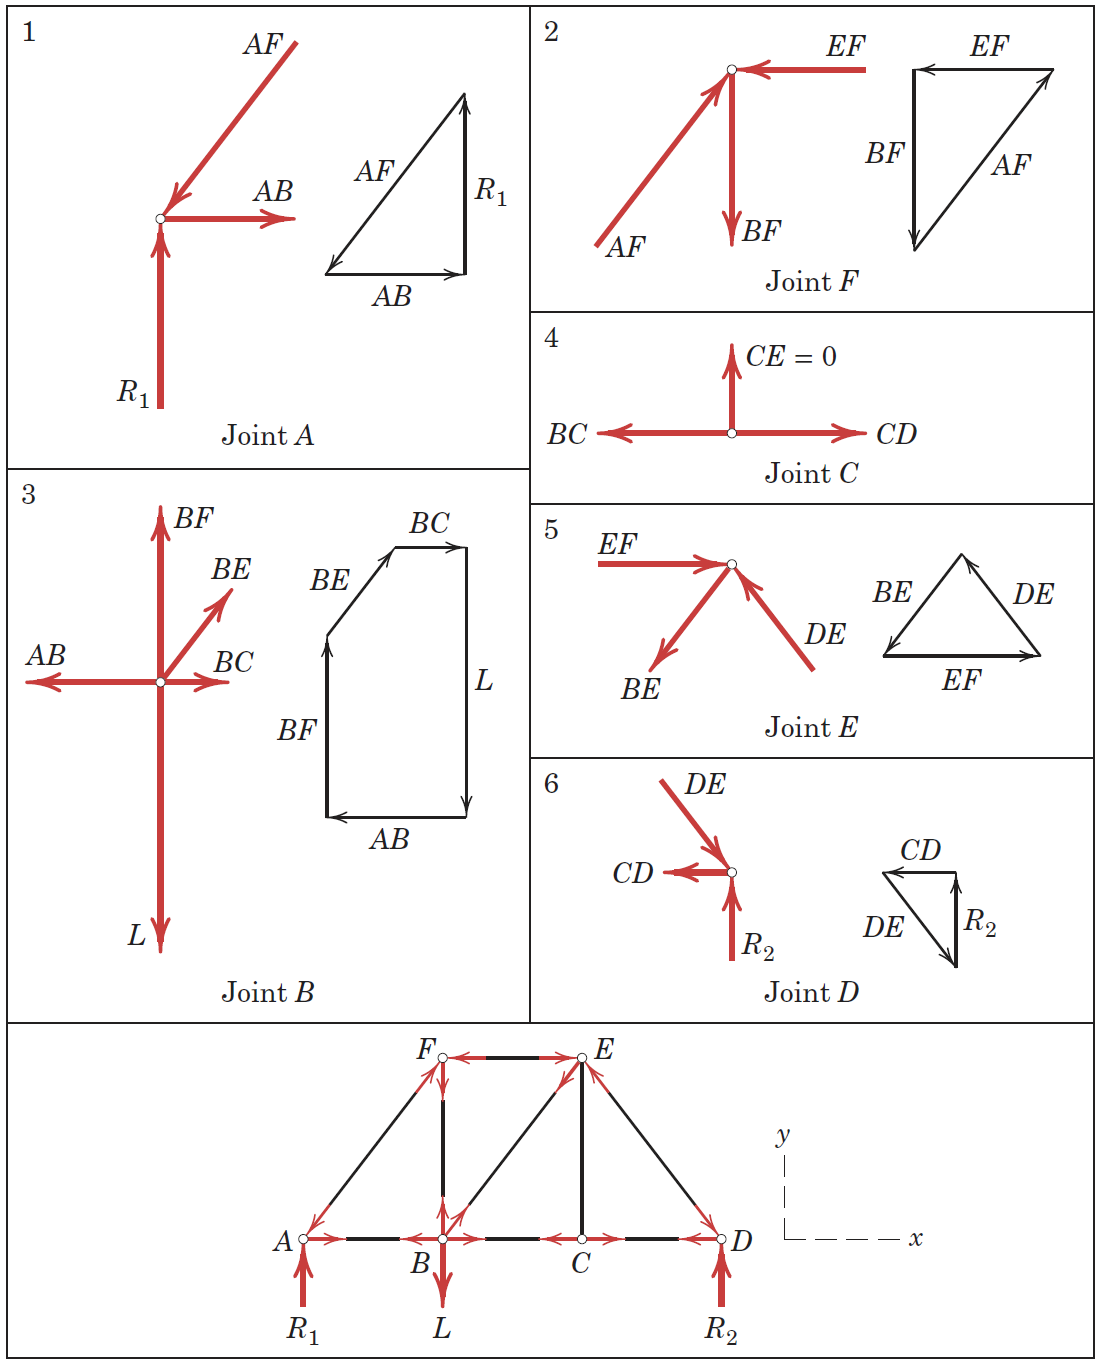 1
AF
AF
AB
R1
AB
R1
Joint A
2
EF
EF
BF
AF
BF
AF
Joint F
3
BF
BC
BE
BE
AB
BC
L
BF
AB
L
Joint B
4
CE = 0
BC
CD
Joint C
5
EF
BE
DE
DE
BE
EF
Joint E
6
DE
CD
CD
DE
R2
R2
Joint D
F
E
y
A
D
x
B
C
R1
L
R2